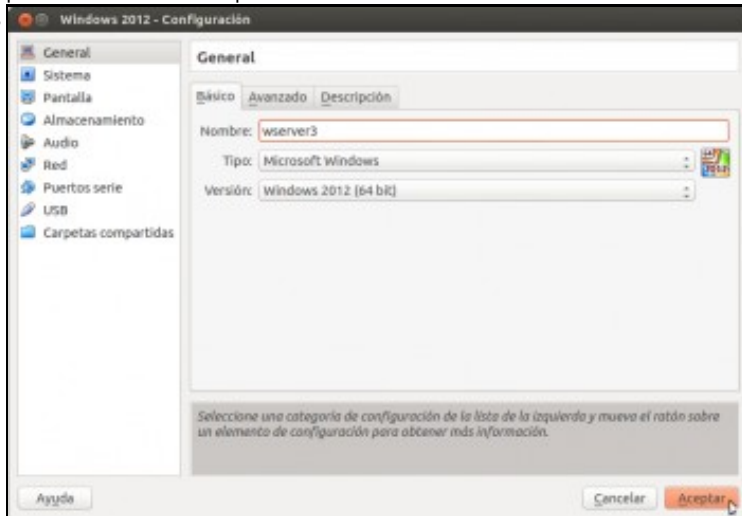 Windows 2012 - Configuración
General
Sistema
Pantalla
Almacenamiento
Audio
Red
Puertos serie
USB
Carpetas compartidas
General
Básico Avanzado Descripción
Nombre: wserver3
Tipo: Microsoft Windows
Versión: Windows 2012 (64 bit)
Seleccione una categoría de configuración de la lista de la izquierda y mueva el ratón sobre
un elemento de configuración para obtener más información.
Ayuda
Cancelar Aceptar